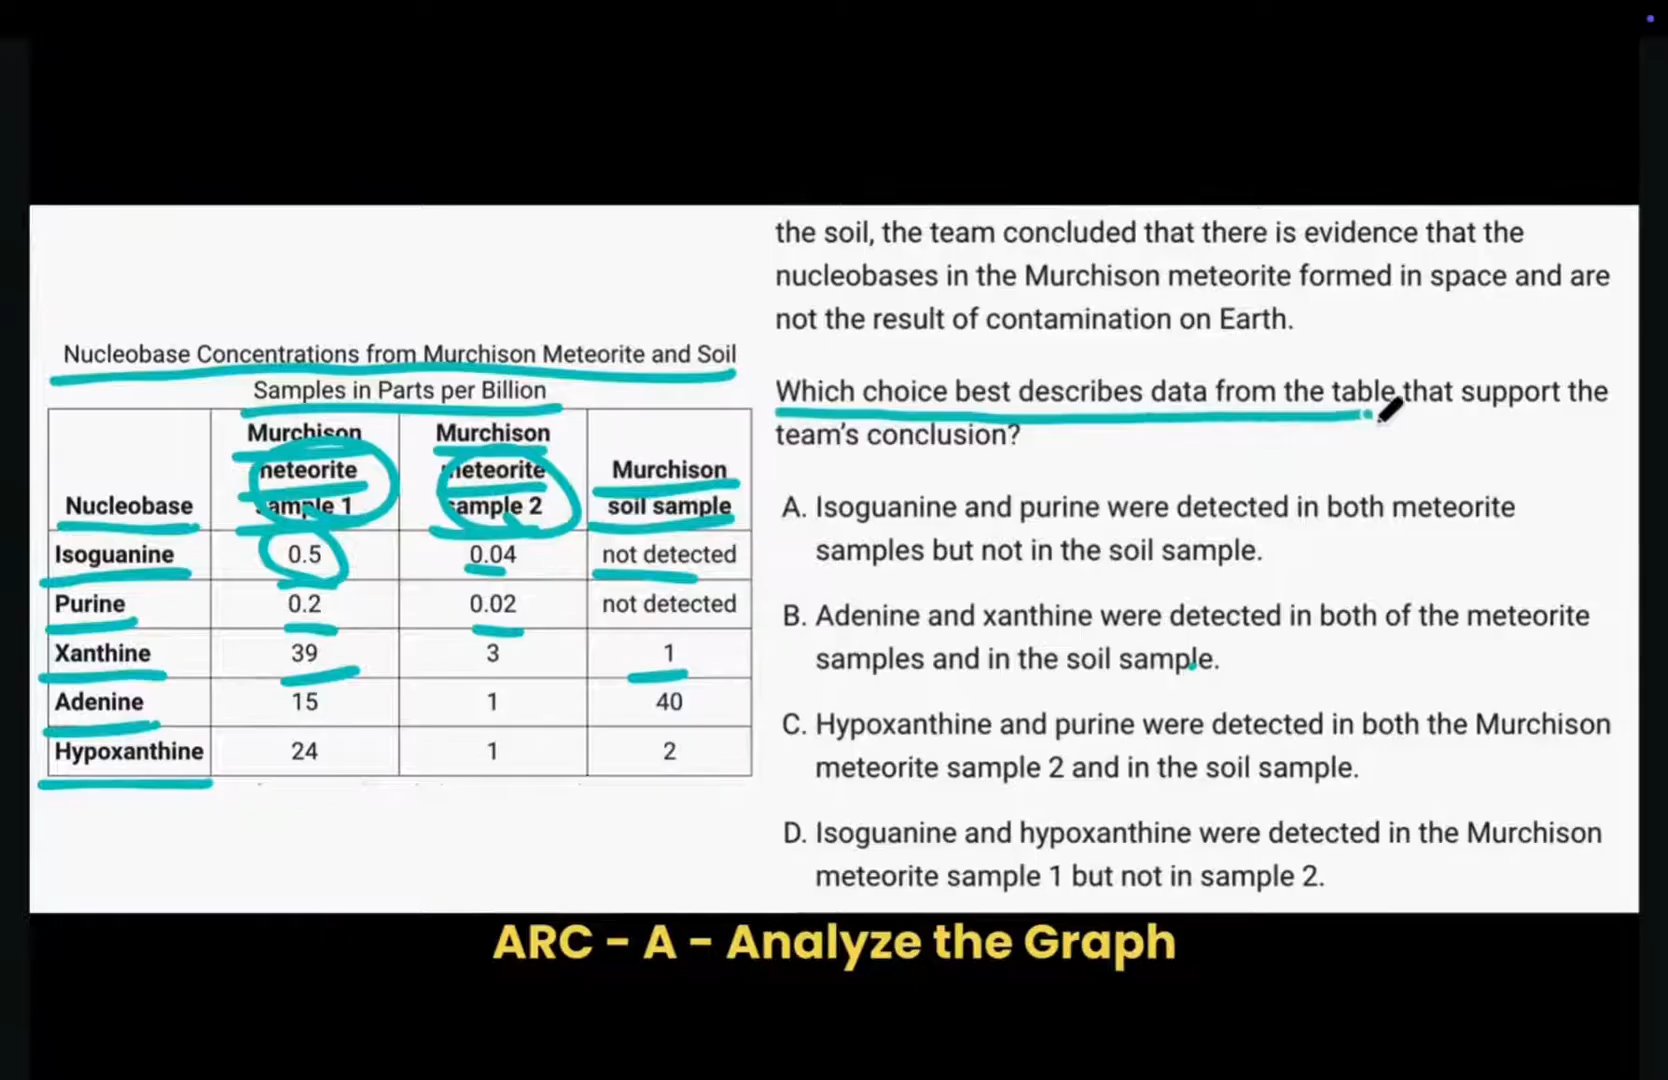 Nucleobase Concentrations from Murchison Meteorite and Soil
Samples in Parts per Billion
Nucleobase | Murchison meteorite sample 1 | Murchison meteorite sample 2 | Murchison soil sample
Isoguanine | 0.5 | 0.04 | not detected
Purine | 0.2 | 0.02 | not detected
Xanthine | 39 | 3 | 1
Adenine | 15 | 1 | 40
Hypoxanthine | 24 | 1 | 2
the soil, the team concluded that there is evidence that the
nucleobases in the Murchison meteorite formed in space and are
not the result of contamination on Earth.
Which choice best describes data from the table that support the
team's conclusion?
A. Isoguanine and purine were detected in both meteorite
samples but not in the soil sample.
B. Adenine and xanthine were detected in both of the meteorite
samples and in the soil sample.
C. Hypoxanthine and purine were detected in both the Murchison
meteorite sample 2 and in the soil sample.
D. Isoguanine and hypoxanthine were detected in the Murchison
meteorite sample 1 but not in sample 2.
ARC - A - Analyze the Graph